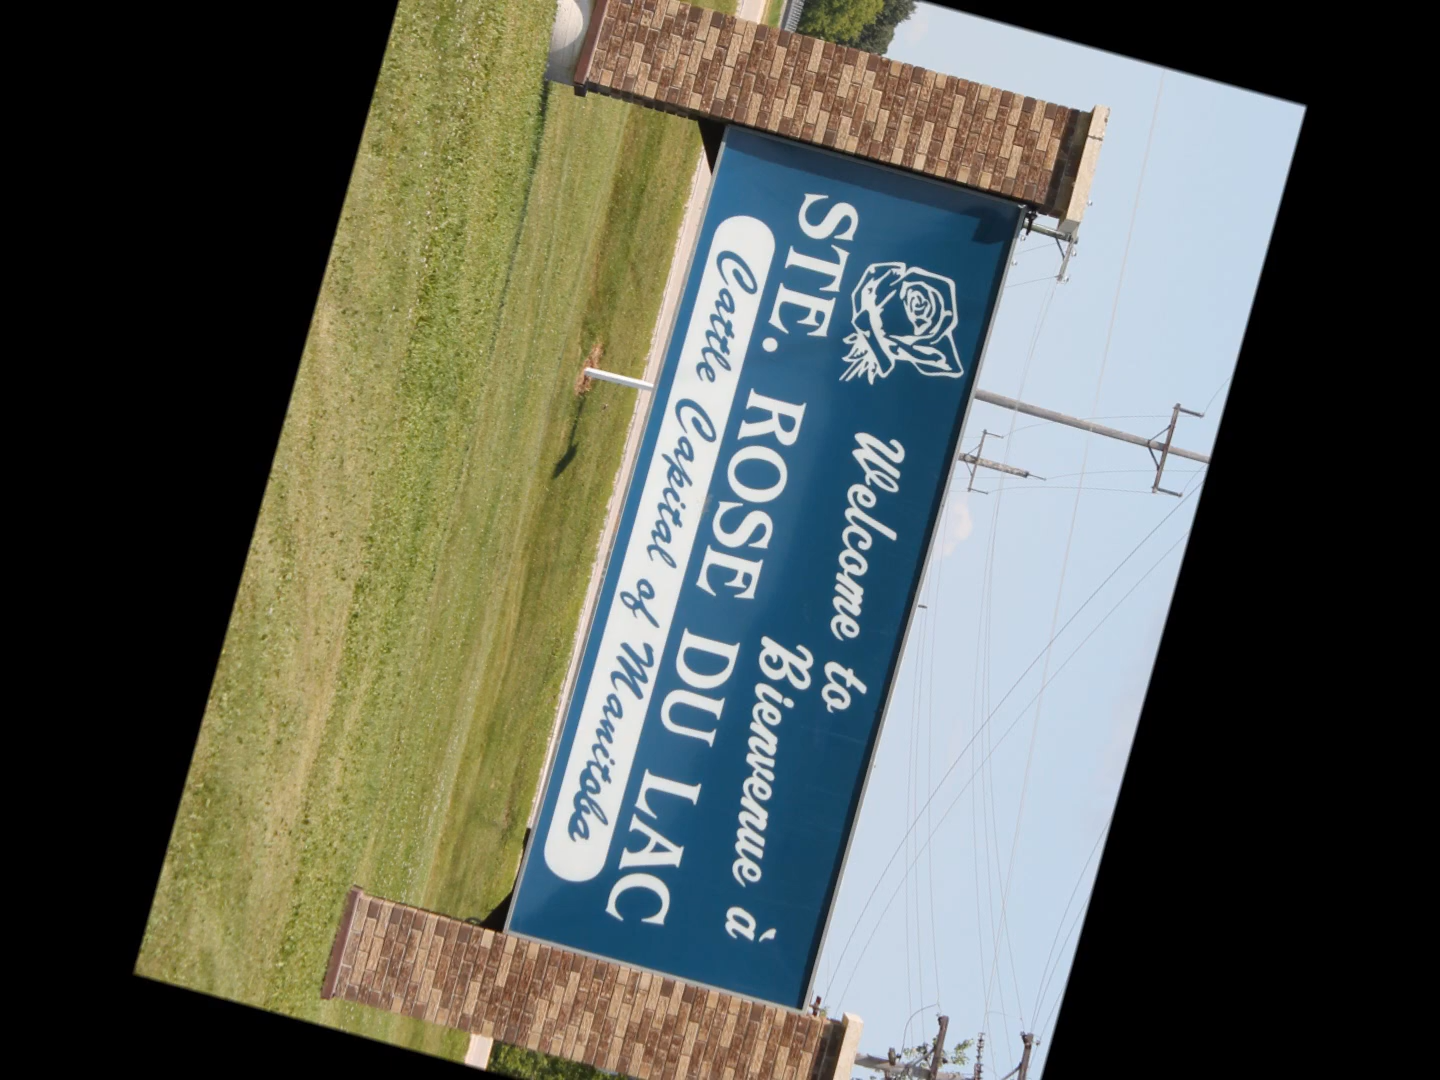 Welcome to
Bienvenue à
STE. ROSE DU LAC
Cattle Capital of Manitoba